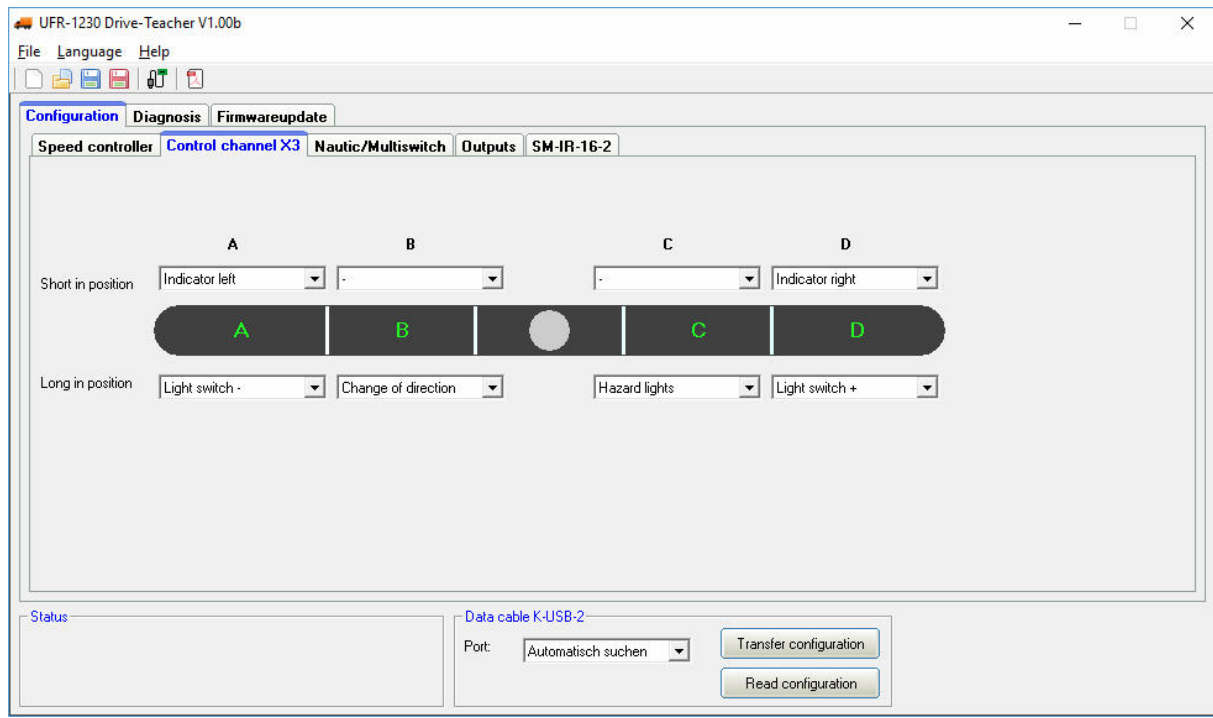 UFR-1230 Drive-Teacher V1.00b
File Language Help
Configuration Diagnosis Firmwareupdate
Speed controller Control channel X3 Nautic/Multiswitch Outputs SM-IR-16-2
A B C D
Short in position Indicator left - - Indicator right
A B C D
Long in position Light switch - Change of direction Hazard lights Light switch +
Status
Data cable K-USB-2
Port: Automatisch suchen Transfer configuration
Read configuration